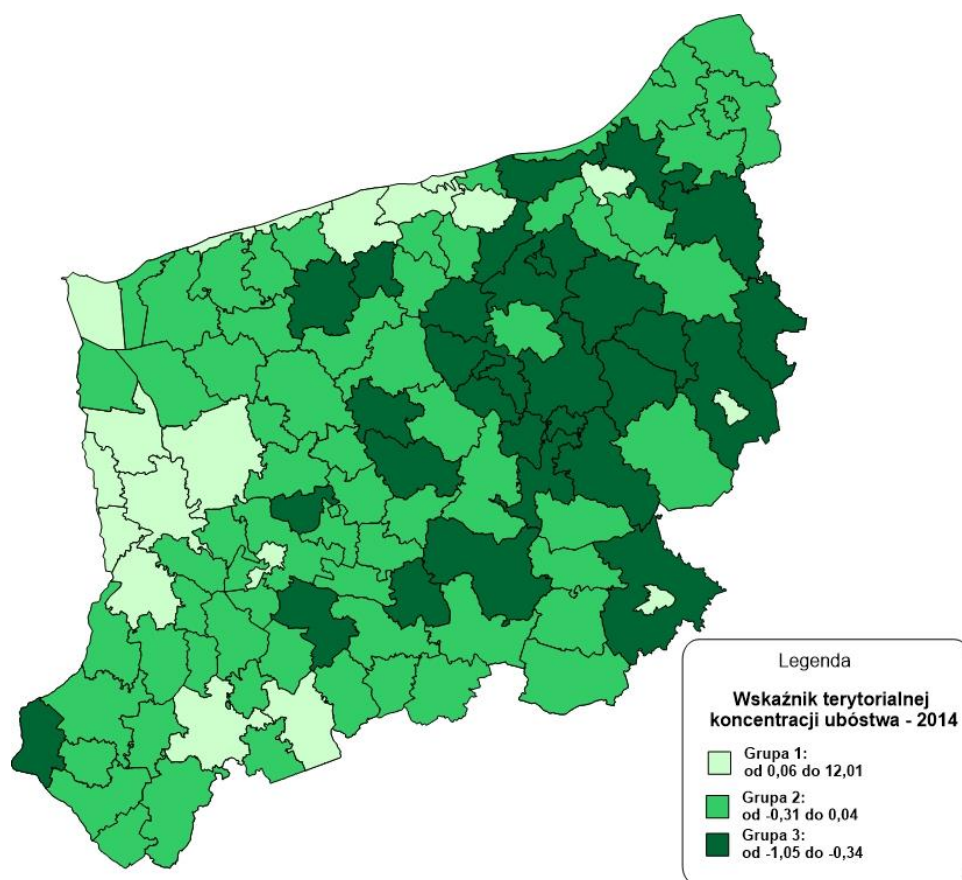 Legenda
Wskaźnik terytorialnej
koncentracji ubóstwa - 2014
Grupa 1:
od 0,06 do 12,01
Grupa 2:
od -0,31 do 0,04
Grupa 3:
od -1,05 do -0,34